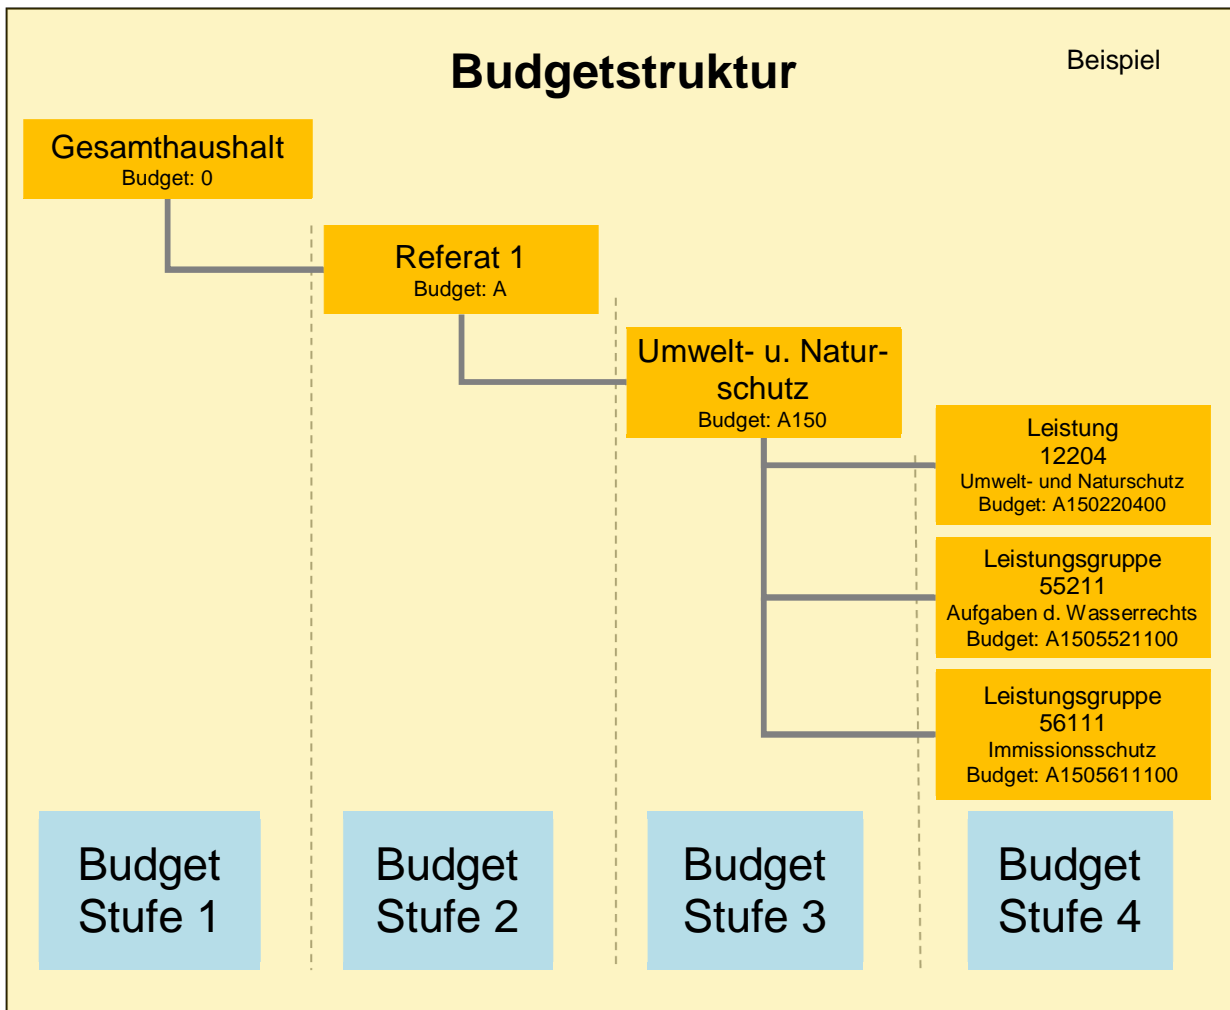 Budgetstruktur
Beispiel
Gesamthaushalt
Budget: 0
Referat 1
Budget: A
Umwelt- u. Natur-
schutz
Budget: A150
Leistung
12204
Umwelt- und Naturschutz
Budget: A150220400
Leistungsgruppe
55211
Aufgaben d. Wasserrechts
Budget: A1505521100
Leistungsgruppe
56111
Immissionsschutz
Budget: A1505611100
Budget
Stufe 1
Budget
Stufe 2
Budget
Stufe 3
Budget
Stufe 4